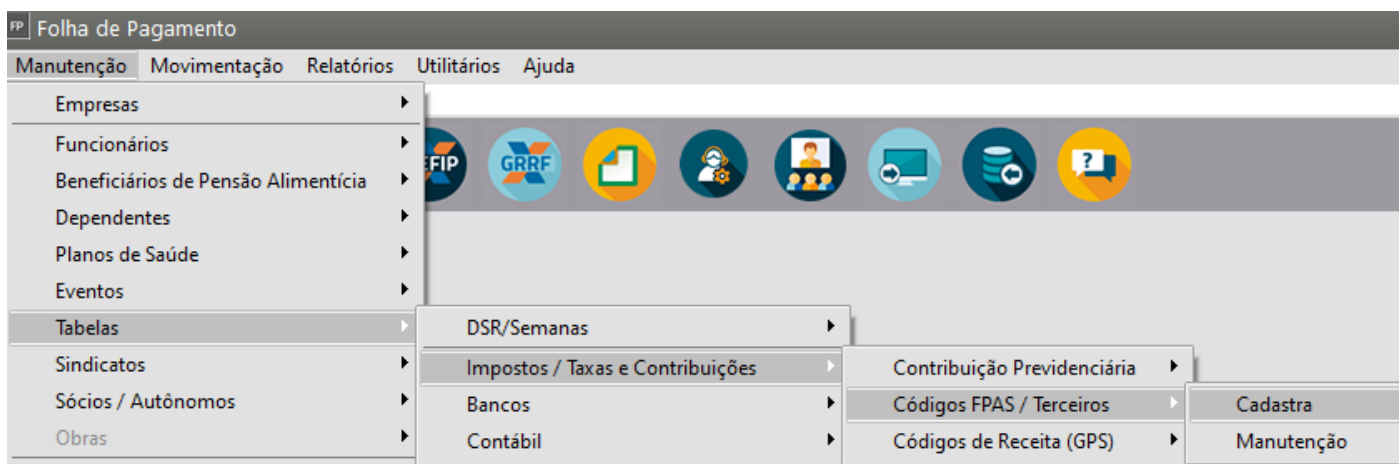 FP Folha de Pagamento
Manutenção Movimentação Relatórios Utilitários Ajuda
Empresas
Funcionários
Beneficiários de Pensão Alimentícia
Dependentes
Planos de Saúde
Eventos
Tabelas
Sindicatos
Sócios / Autônomos
Obras
FIP GRRF ?
DSR/Semanas
Impostos / Taxas e Contribuições
Bancos
Contábil
Contribuição Previdenciária
Códigos FPAS / Terceiros
Códigos de Receita (GPS)
Cadastra
Manutenção